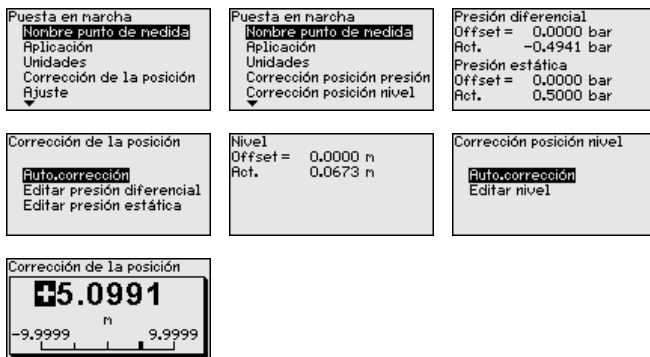 Puesta en marcha
Nombre punto de medida
Aplicación
Unidades
Corrección de la posición
Ajuste
Puesta en marcha
Nombre punto de medida
Aplicación
Unidades
Corrección posición presión
Corrección posición nivel
Presión diferencial
Offset = 0.0000 bar
Act. -0.4941 bar
Presión estática
Offset = 0.0000 bar
Act. 0.5000 bar
Corrección de la posición
Auto.corrección
Editar presión diferencial
Editar presión estática
Nivel
Offset = 0.0000 m
Act. 0.0673 m
Corrección posición nivel
Auto.corrección
Editar nivel
Corrección de la posición
+5.0991
m
-9.9999 9.9999